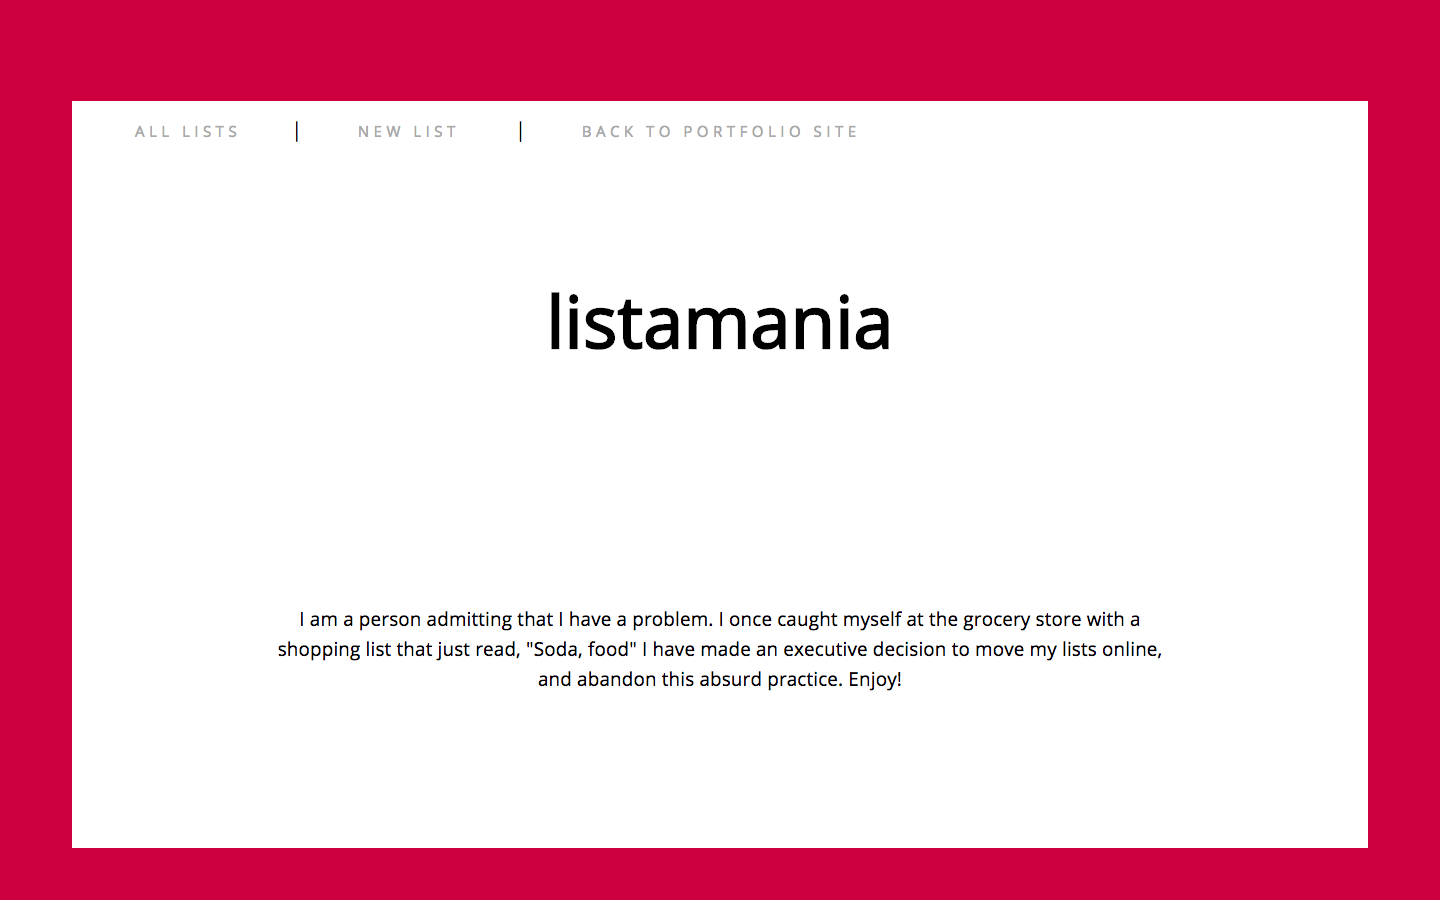 ALL LISTS | NEW LIST | BACK TO PORTFOLIO SITE
listamania
I am a person admitting that I have a problem. I once caught myself at the grocery store with a
shopping list that just read, "Soda, food" I have made an executive decision to move my lists online,
and abandon this absurd practice. Enjoy!